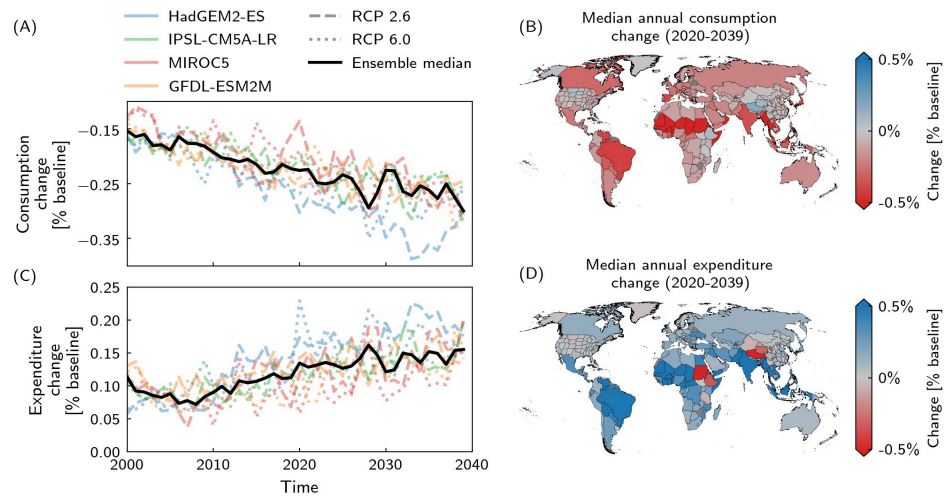 (A)
HadGEM2-ES
IPSL-CM5A-LR
MIROC5
GFDL-ESM2M
RCP 2.6
RCP 6.0
Ensemble median
Consumption
change
[% baseline]
−0.15
−0.25
−0.35
(B)
Median annual consumption
change (2020-2039)
0.5%
0%
-0.5%
Change [% baseline]
(C)
Expenditure
change
[% baseline]
0.25
0.20
0.15
0.10
0.05
0.00
2000
2010
2020
2030
2040
Time
(D)
Median annual expenditure
change (2020-2039)
0.5%
0%
-0.5%
Change [% baseline]